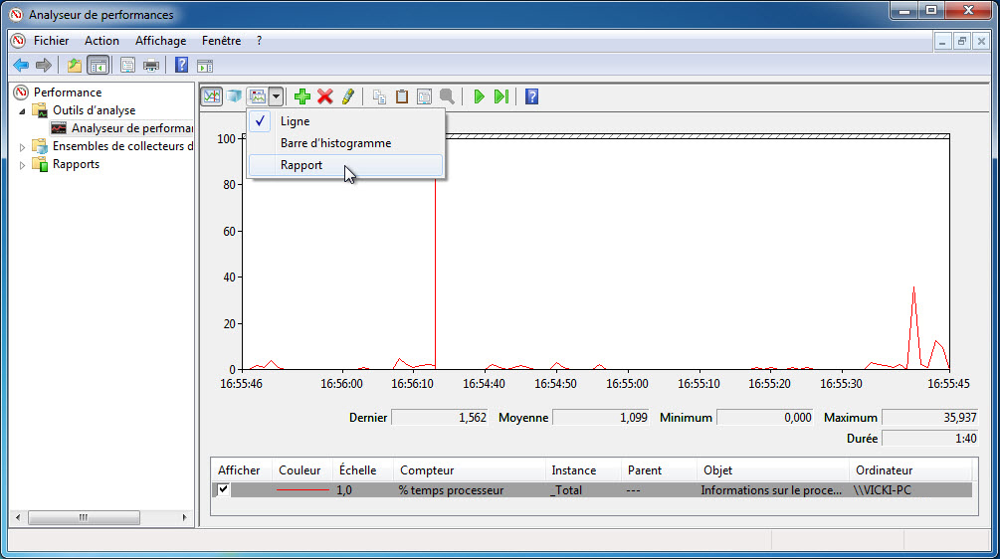 Analyseur de performances
Fichier Action Affichage Fenêtre ?
Performance
Outils d'analyse
Analyseur de performar
Ensembles de collecteurs d
Rapports
Ligne
Barre d'histogramme
Rapport
100
80
60
40
20
0
16:55:46 16:56:00 16:56:10 16:54:40 16:54:50 16:55:00 16:55:10 16:55:20 16:55:30 16:55:45
Dernier 1,562 Moyenne 1,099 Minimum 0,000 Maximum 35,937
Durée 1:40
Afficher Couleur Échelle Compteur Instance Parent Objet Ordinateur
1,0 % temps processeur _Total --- Informations sur le proce... \\VICKI-PC